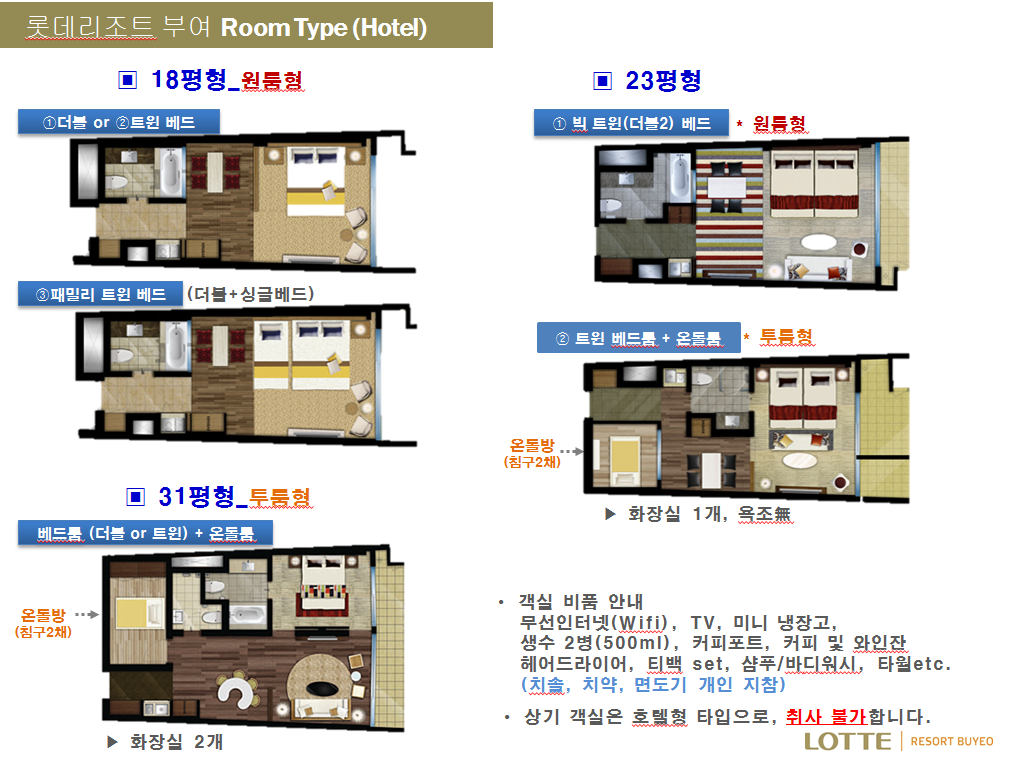 롯데리조트 부여 Room Type (Hotel)
▣ 18평형_원룸형
①더블 or ②트윈 베드
③패밀리 트윈 베드 (더블+싱글베드)
▣ 31평형_투룸형
베드룸 (더블 or 트윈) + 온돌룸
온돌방
(침구2채)
▶ 화장실 2개
▣ 23평형
① 빅 트윈(더블2) 베드 * 원룸형
② 트윈 베드룸 + 온돌룸 * 투룸형
온돌방
(침구2채)
▶ 화장실 1개, 욕조無
• 객실 비품 안내
무선인터넷(Wifi), TV, 미니 냉장고,
생수 2병(500ml), 커피포트, 커피 및 와인잔
헤어드라이어, 티백 set, 샴푸/바디워시, 타월etc.
(치솔, 치약, 면도기 개인 지참)
• 상기 객실은 호텔형 타입으로, 취사 불가합니다.
LOTTE | RESORT BUYEO